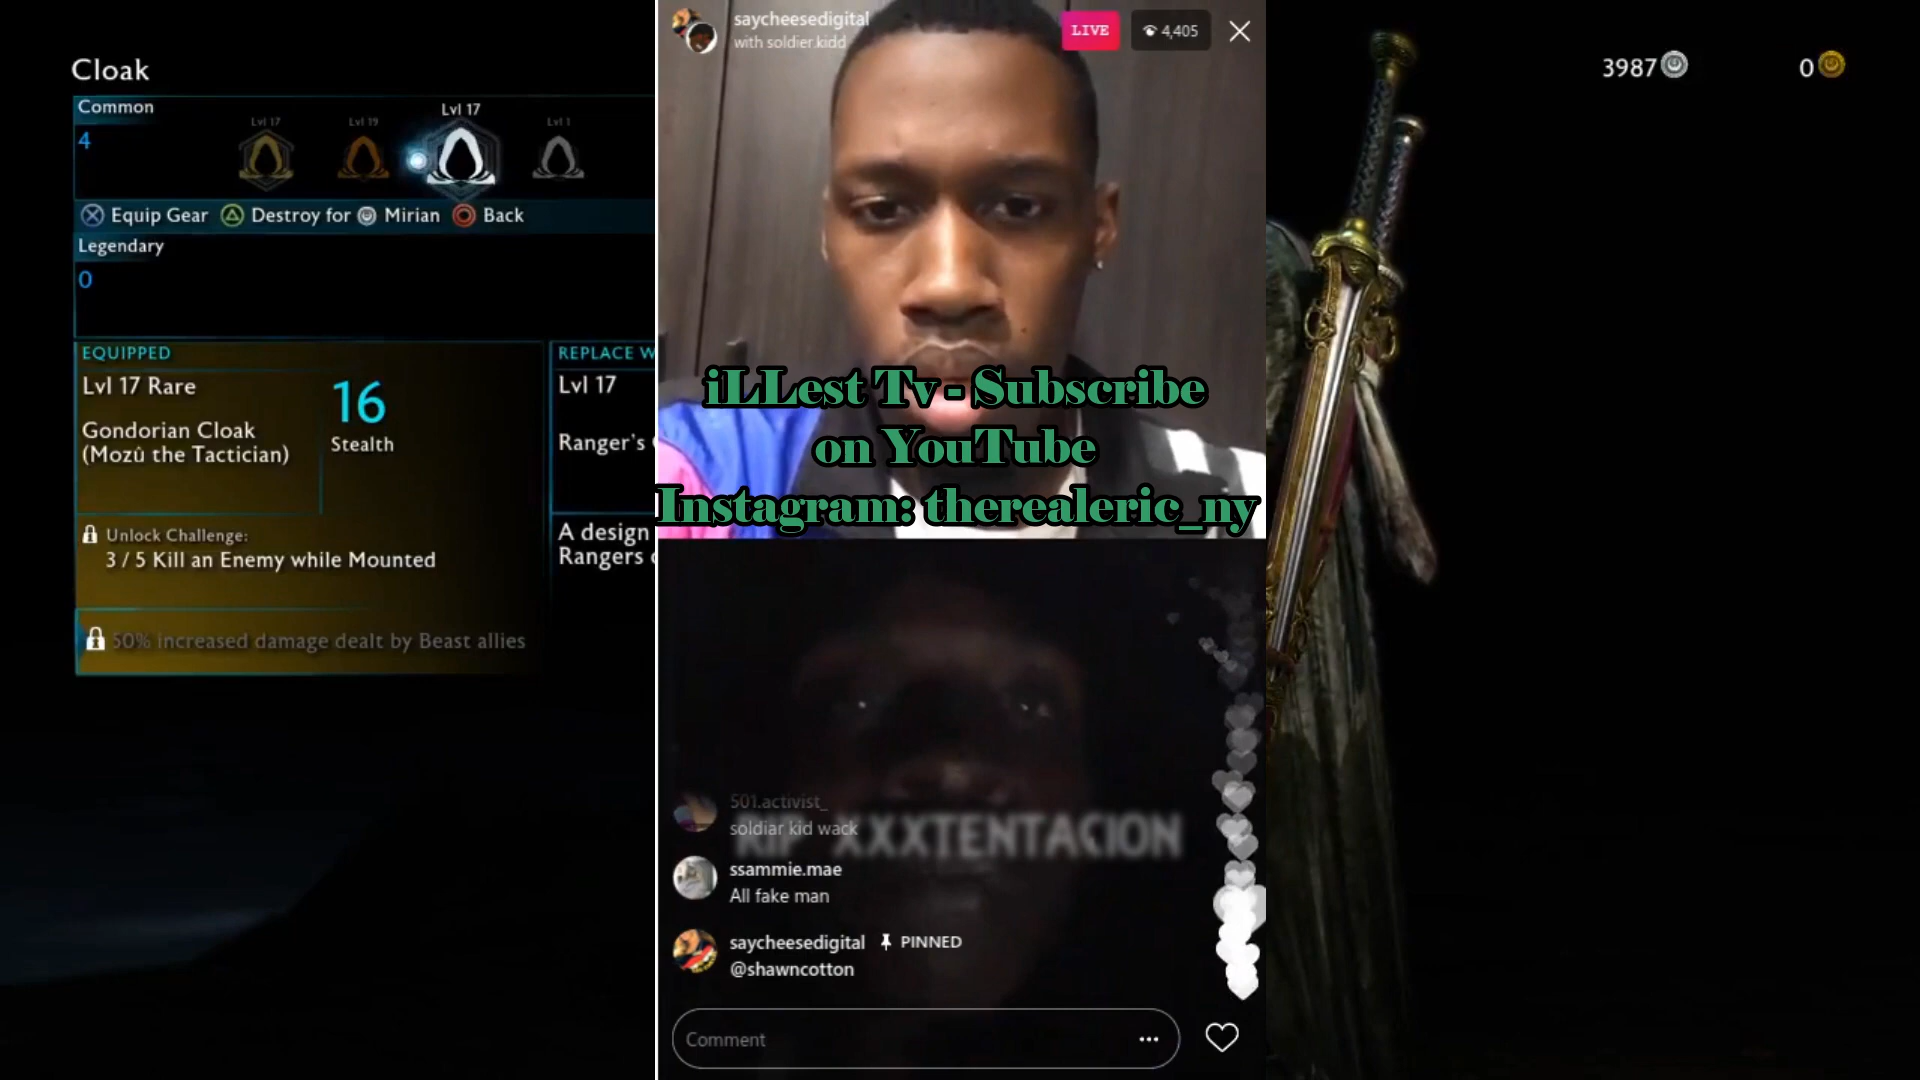 Cloak
Common
4
Lvl 17
Lvl 19
Lvl 17
Lvl 1
Equip Gear Destroy for Mirian Back
Legendary
0
EQUIPPED
Lvl 17 Rare
Gondorian Cloak
(Mozû the Tactician)
16
Stealth
Unlock Challenge:
3 / 5 Kill an Enemy while Mounted
50% increased damage dealt by Beast allies
REPLACE W
Lvl 17
Ranger's
A design
Rangers
saycheesedigital
with soldier.kidd
LIVE
4,405
iLLest Tv - Subscribe
on YouTube
Instagram: therealeric_ny
501.activist_
soldiar kid wack
RIP XXXTENTACION
ssammie.mae
All fake man
saycheesedigital PINNED
@shawncotton
Comment
3987
0